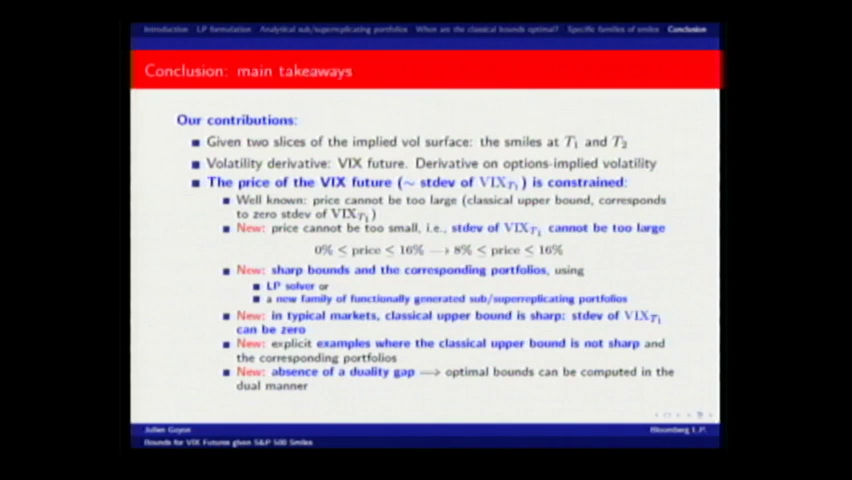 Introduction LP formulation Analytical sub/superreplicating portfolios When are the classical bounds optimal? Specific families of smiles Conclusion
Conclusion: main takeaways
Our contributions:
Given two slices of the implied vol surface: the smiles at T₁ and T₂
Volatility derivative: VIX future. Derivative on options-implied volatility
The price of the VIX future (∼ stdev of VIX_T₁) is constrained:
Well known: price cannot be too large (classical upper bound, corresponds
to zero stdev of VIX_T₁)
New: price cannot be too small, i.e., stdev of VIX_T₁ cannot be too large
0% ≤ price ≤ 16% ⟶ 8% ≤ price ≤ 16%
New: sharp bounds and the corresponding portfolios, using
LP solver or
a new family of functionally generated sub/superreplicating portfolios
New: in typical markets, classical upper bound is sharp: stdev of VIX_T₁
can be zero
New: explicit examples where the classical upper bound is not sharp and
the corresponding portfolios
New: absence of a duality gap ⟹ optimal bounds can be computed in the
dual manner
Julien Guyon Bloomberg L.P.
Bounds for VIX Futures given S&P 500 Smiles